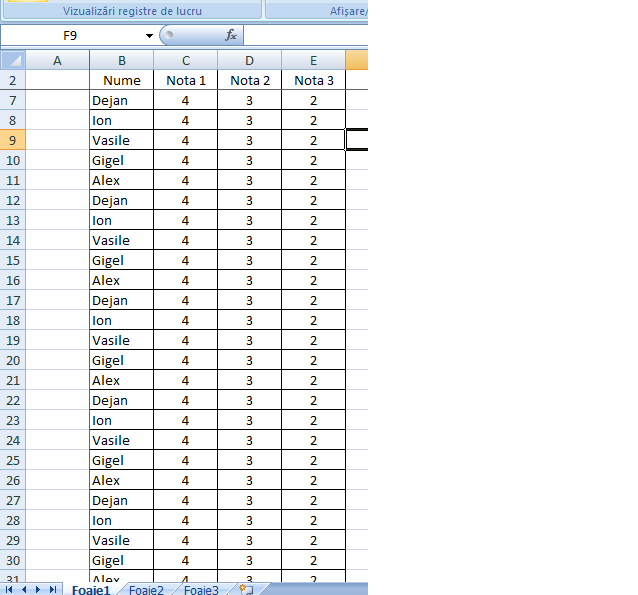 Vizualizări registre de lucru Afișare/
F9 fx
A B C D E
2 Nume Nota 1 Nota 2 Nota 3
7 Dejan 4 3 2
8 Ion 4 3 2
9 Vasile 4 3 2
10 Gigel 4 3 2
11 Alex 4 3 2
12 Dejan 4 3 2
13 Ion 4 3 2
14 Vasile 4 3 2
15 Gigel 4 3 2
16 Alex 4 3 2
17 Dejan 4 3 2
18 Ion 4 3 2
19 Vasile 4 3 2
20 Gigel 4 3 2
21 Alex 4 3 2
22 Dejan 4 3 2
23 Ion 4 3 2
24 Vasile 4 3 2
25 Gigel 4 3 2
26 Alex 4 3 2
27 Dejan 4 3 2
28 Ion 4 3 2
29 Vasile 4 3 2
30 Gigel 4 3 2
31 Alex 4 3 2
Foaie1 Foaie2 Foaie3